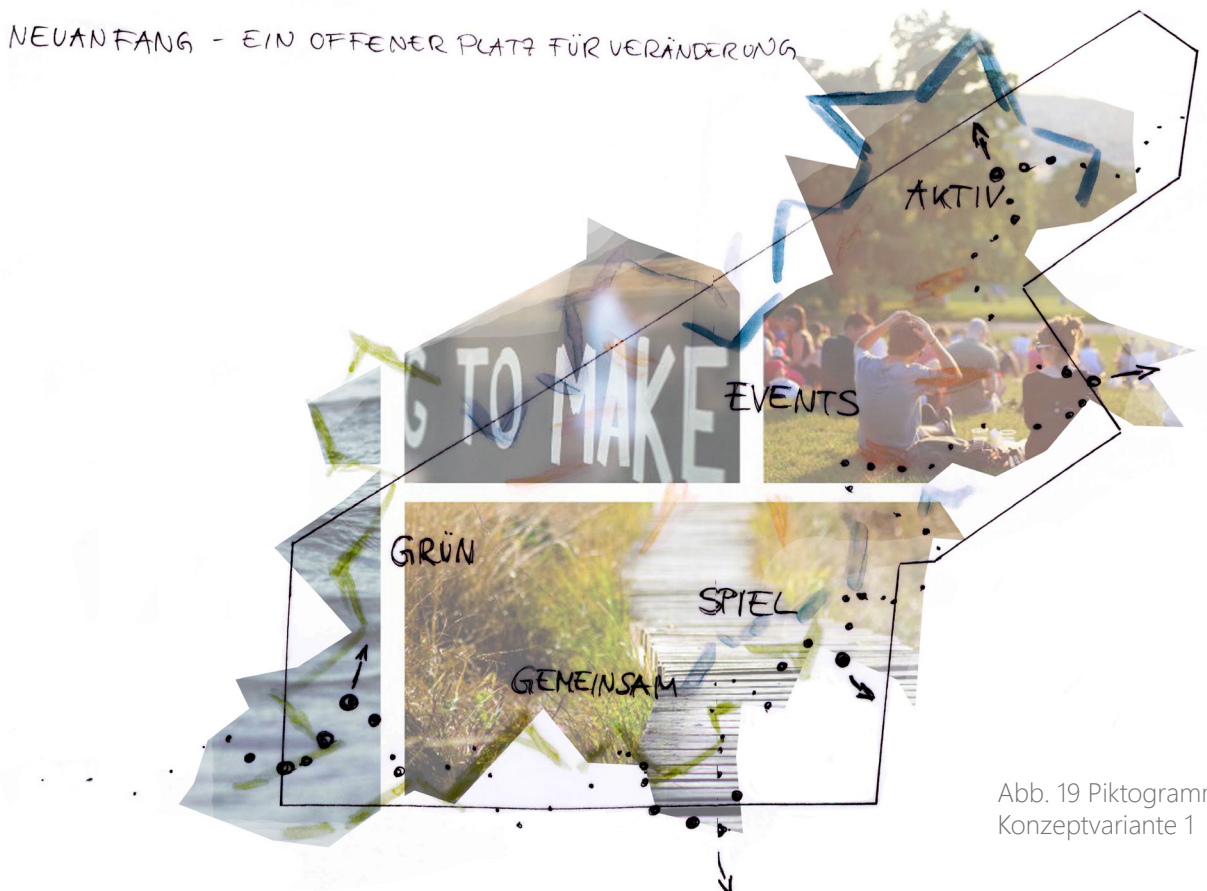 NEUANFANG - EIN OFFENER PLATZ FÜR VERÄNDERUNG
AKTIV
G TO MAKE
EVENTS
GRÜN
SPIEL
GEMEINSAM
Abb. 19 Piktogramm
Konzeptvariante 1